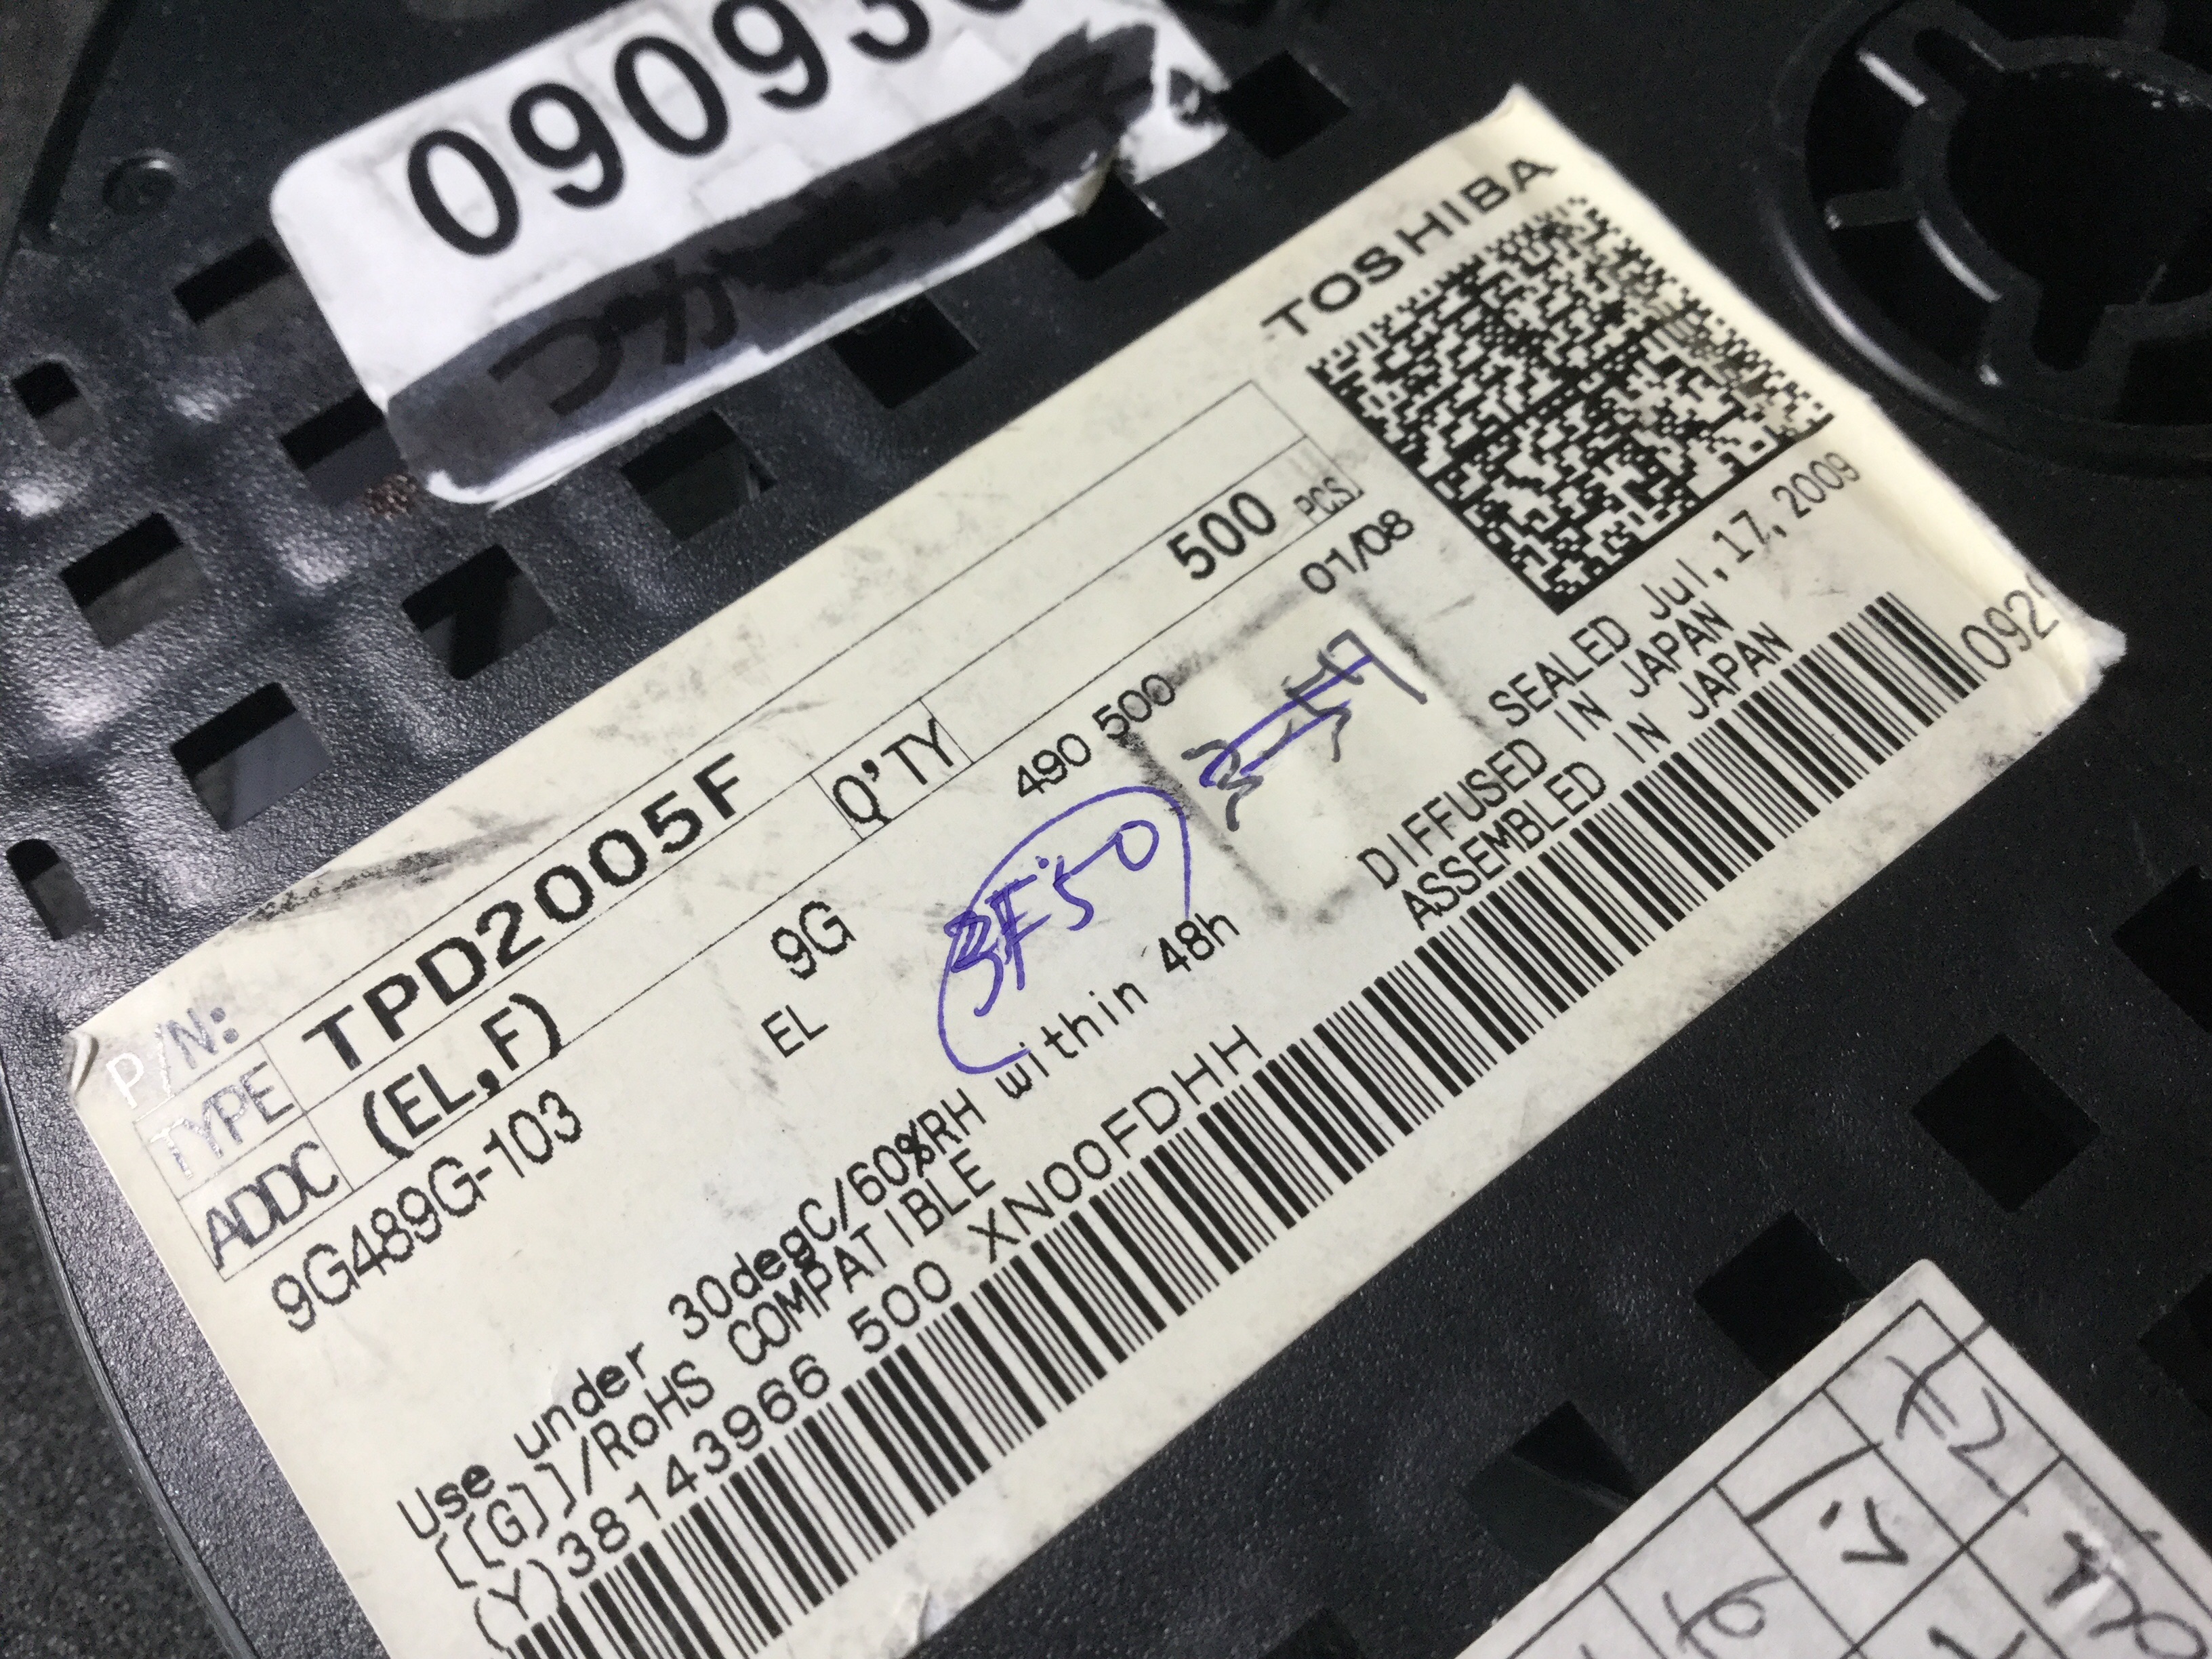 TOSHIBA
P/N:
TYPE TPD2005F Q'TY 500 PCS
ADDC (EL,F)
9G489G-103 9G 490 500 01/08
EL
3F50
SEALED Jul,17,2009
DIFFUSED IN JAPAN
ASSEMBLED IN JAPAN
Use under 30degC/60%RH within 48h
[[G]]/RoHS COMPATIBLE
(Y)38143966 500 XN00FDHH